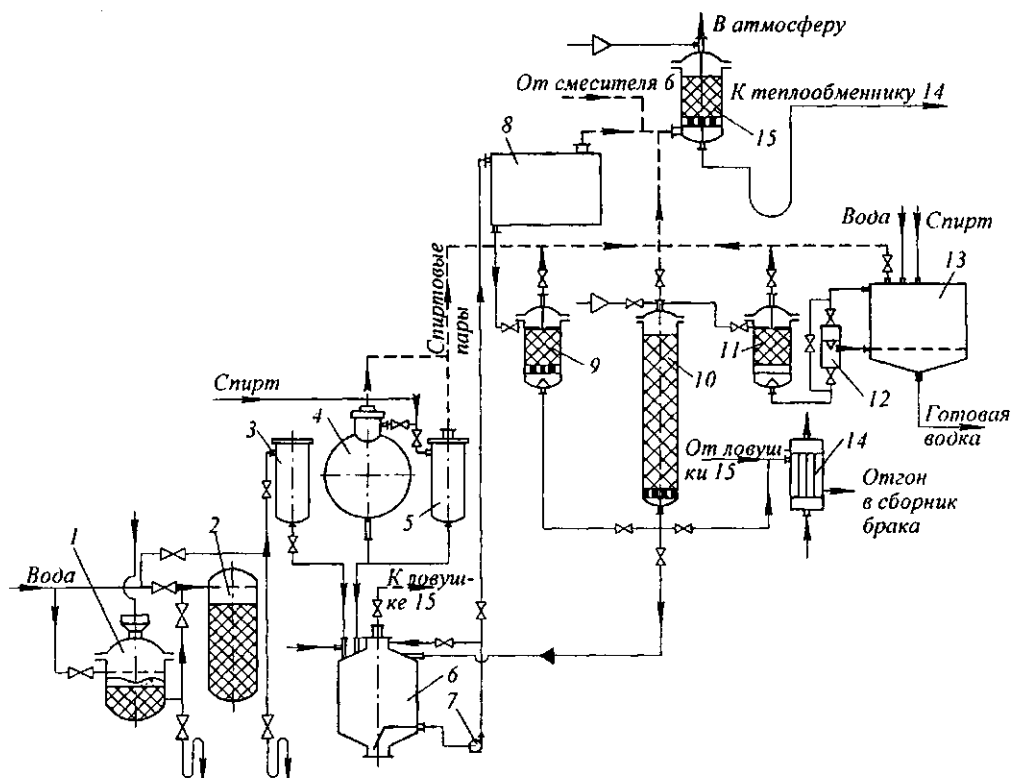 В атмосферу
От смесителя 6
К теплообменнику 14
15
8
Вода
Спирт
13
Спиртовые
пары
9
10
11
12
Спирт
3
4
5
Готовая
водка
От ловуш-
ки 15
14
Отгон
в сборник
брака
1
2
Вода
К ловуш-
ке 15
6
7